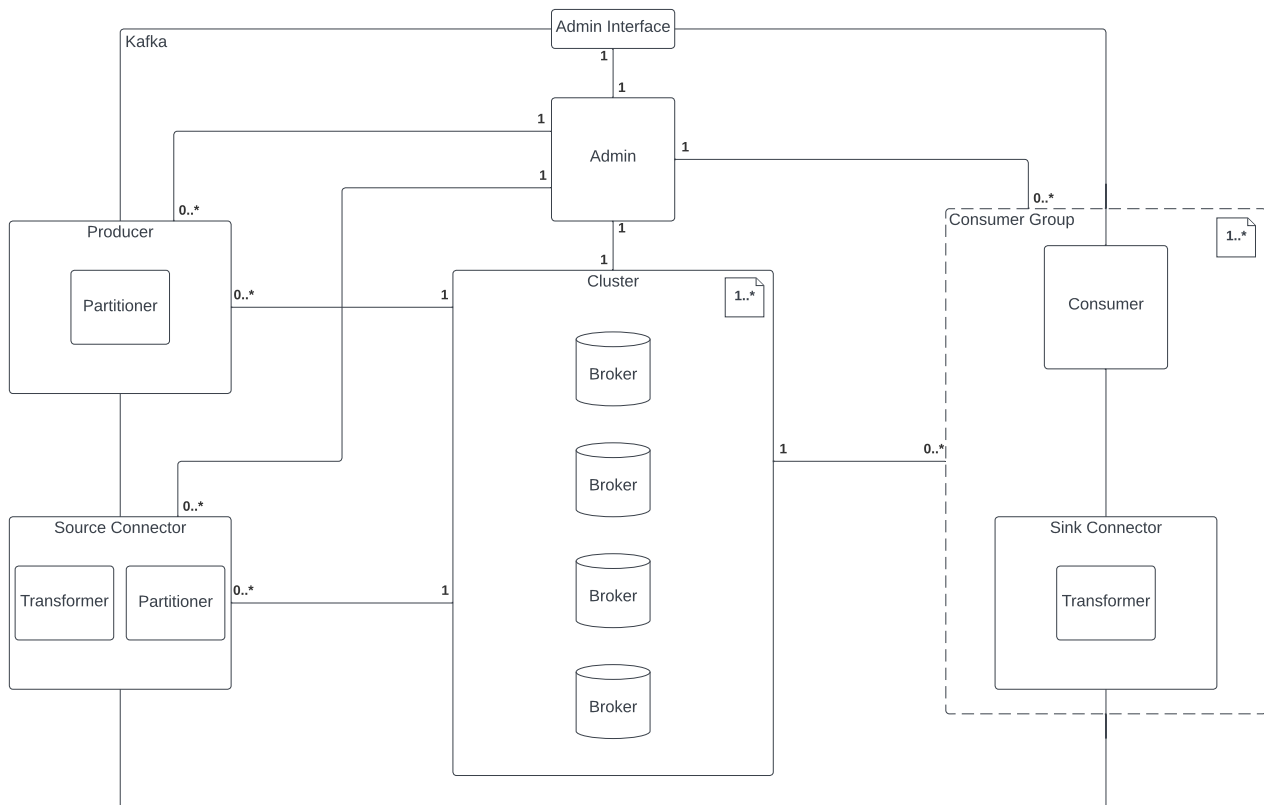 Admin Interface
Kafka
1
1
1
1
Admin
1
0..*
0..*
1
1
Producer
Partitioner
0..*
1
Cluster
1..*
Broker
Broker
Broker
Broker
1
0..*
Consumer Group
1..*
Consumer
0..*
Source Connector
Transformer
Partitioner
0..*
1
Sink Connector
Transformer